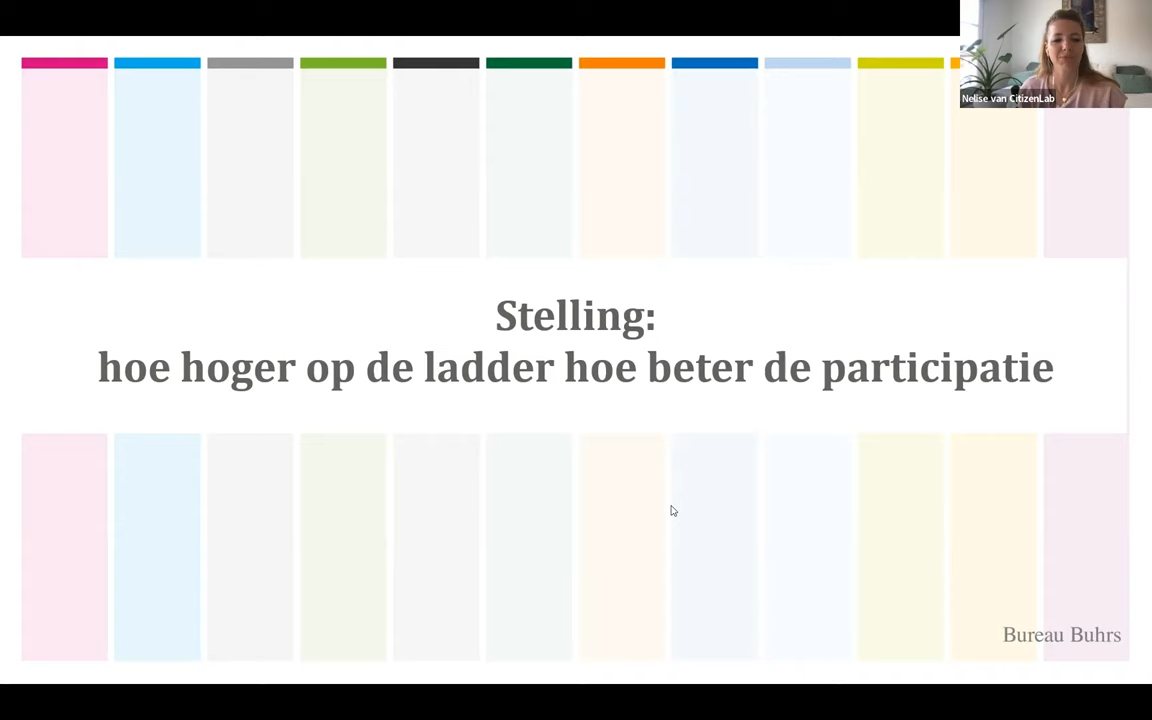 Nelise van CitizenLab
Stelling:
hoe hoger op de ladder hoe beter de participatie
Bureau Buhrs